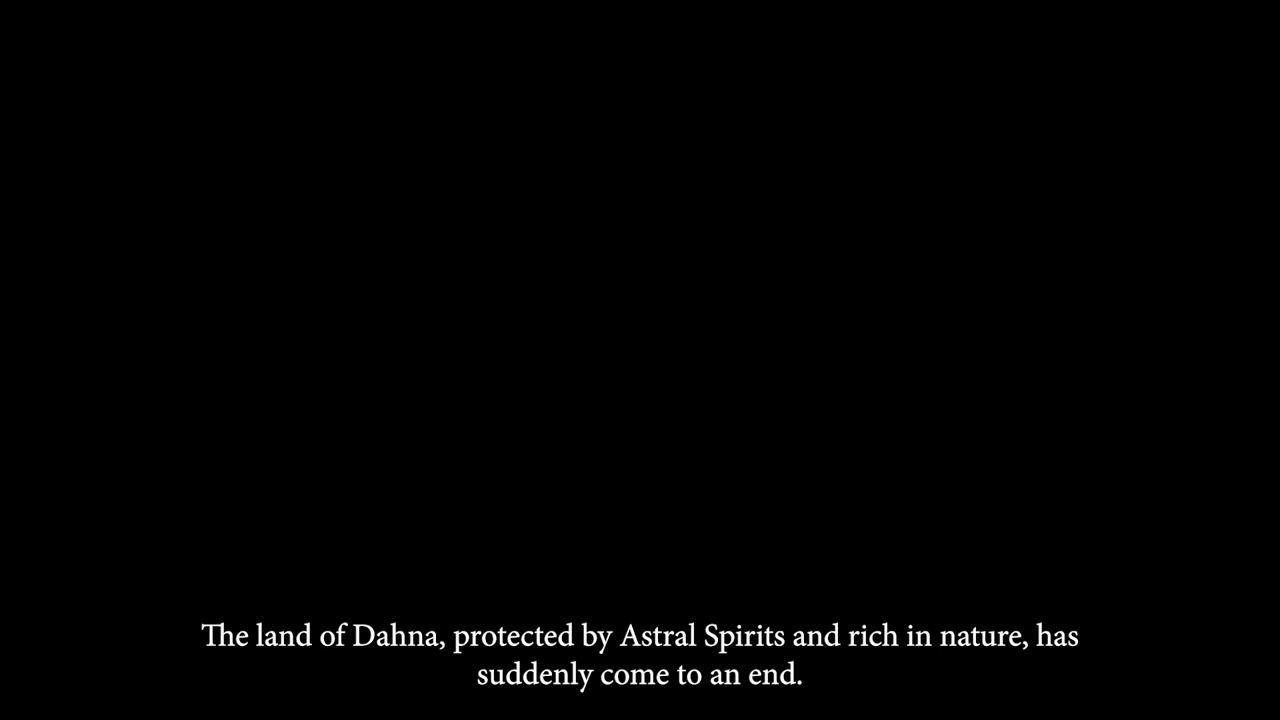 The land of Dahna, protected by Astral Spirits and rich in nature, has
suddenly come to an end.